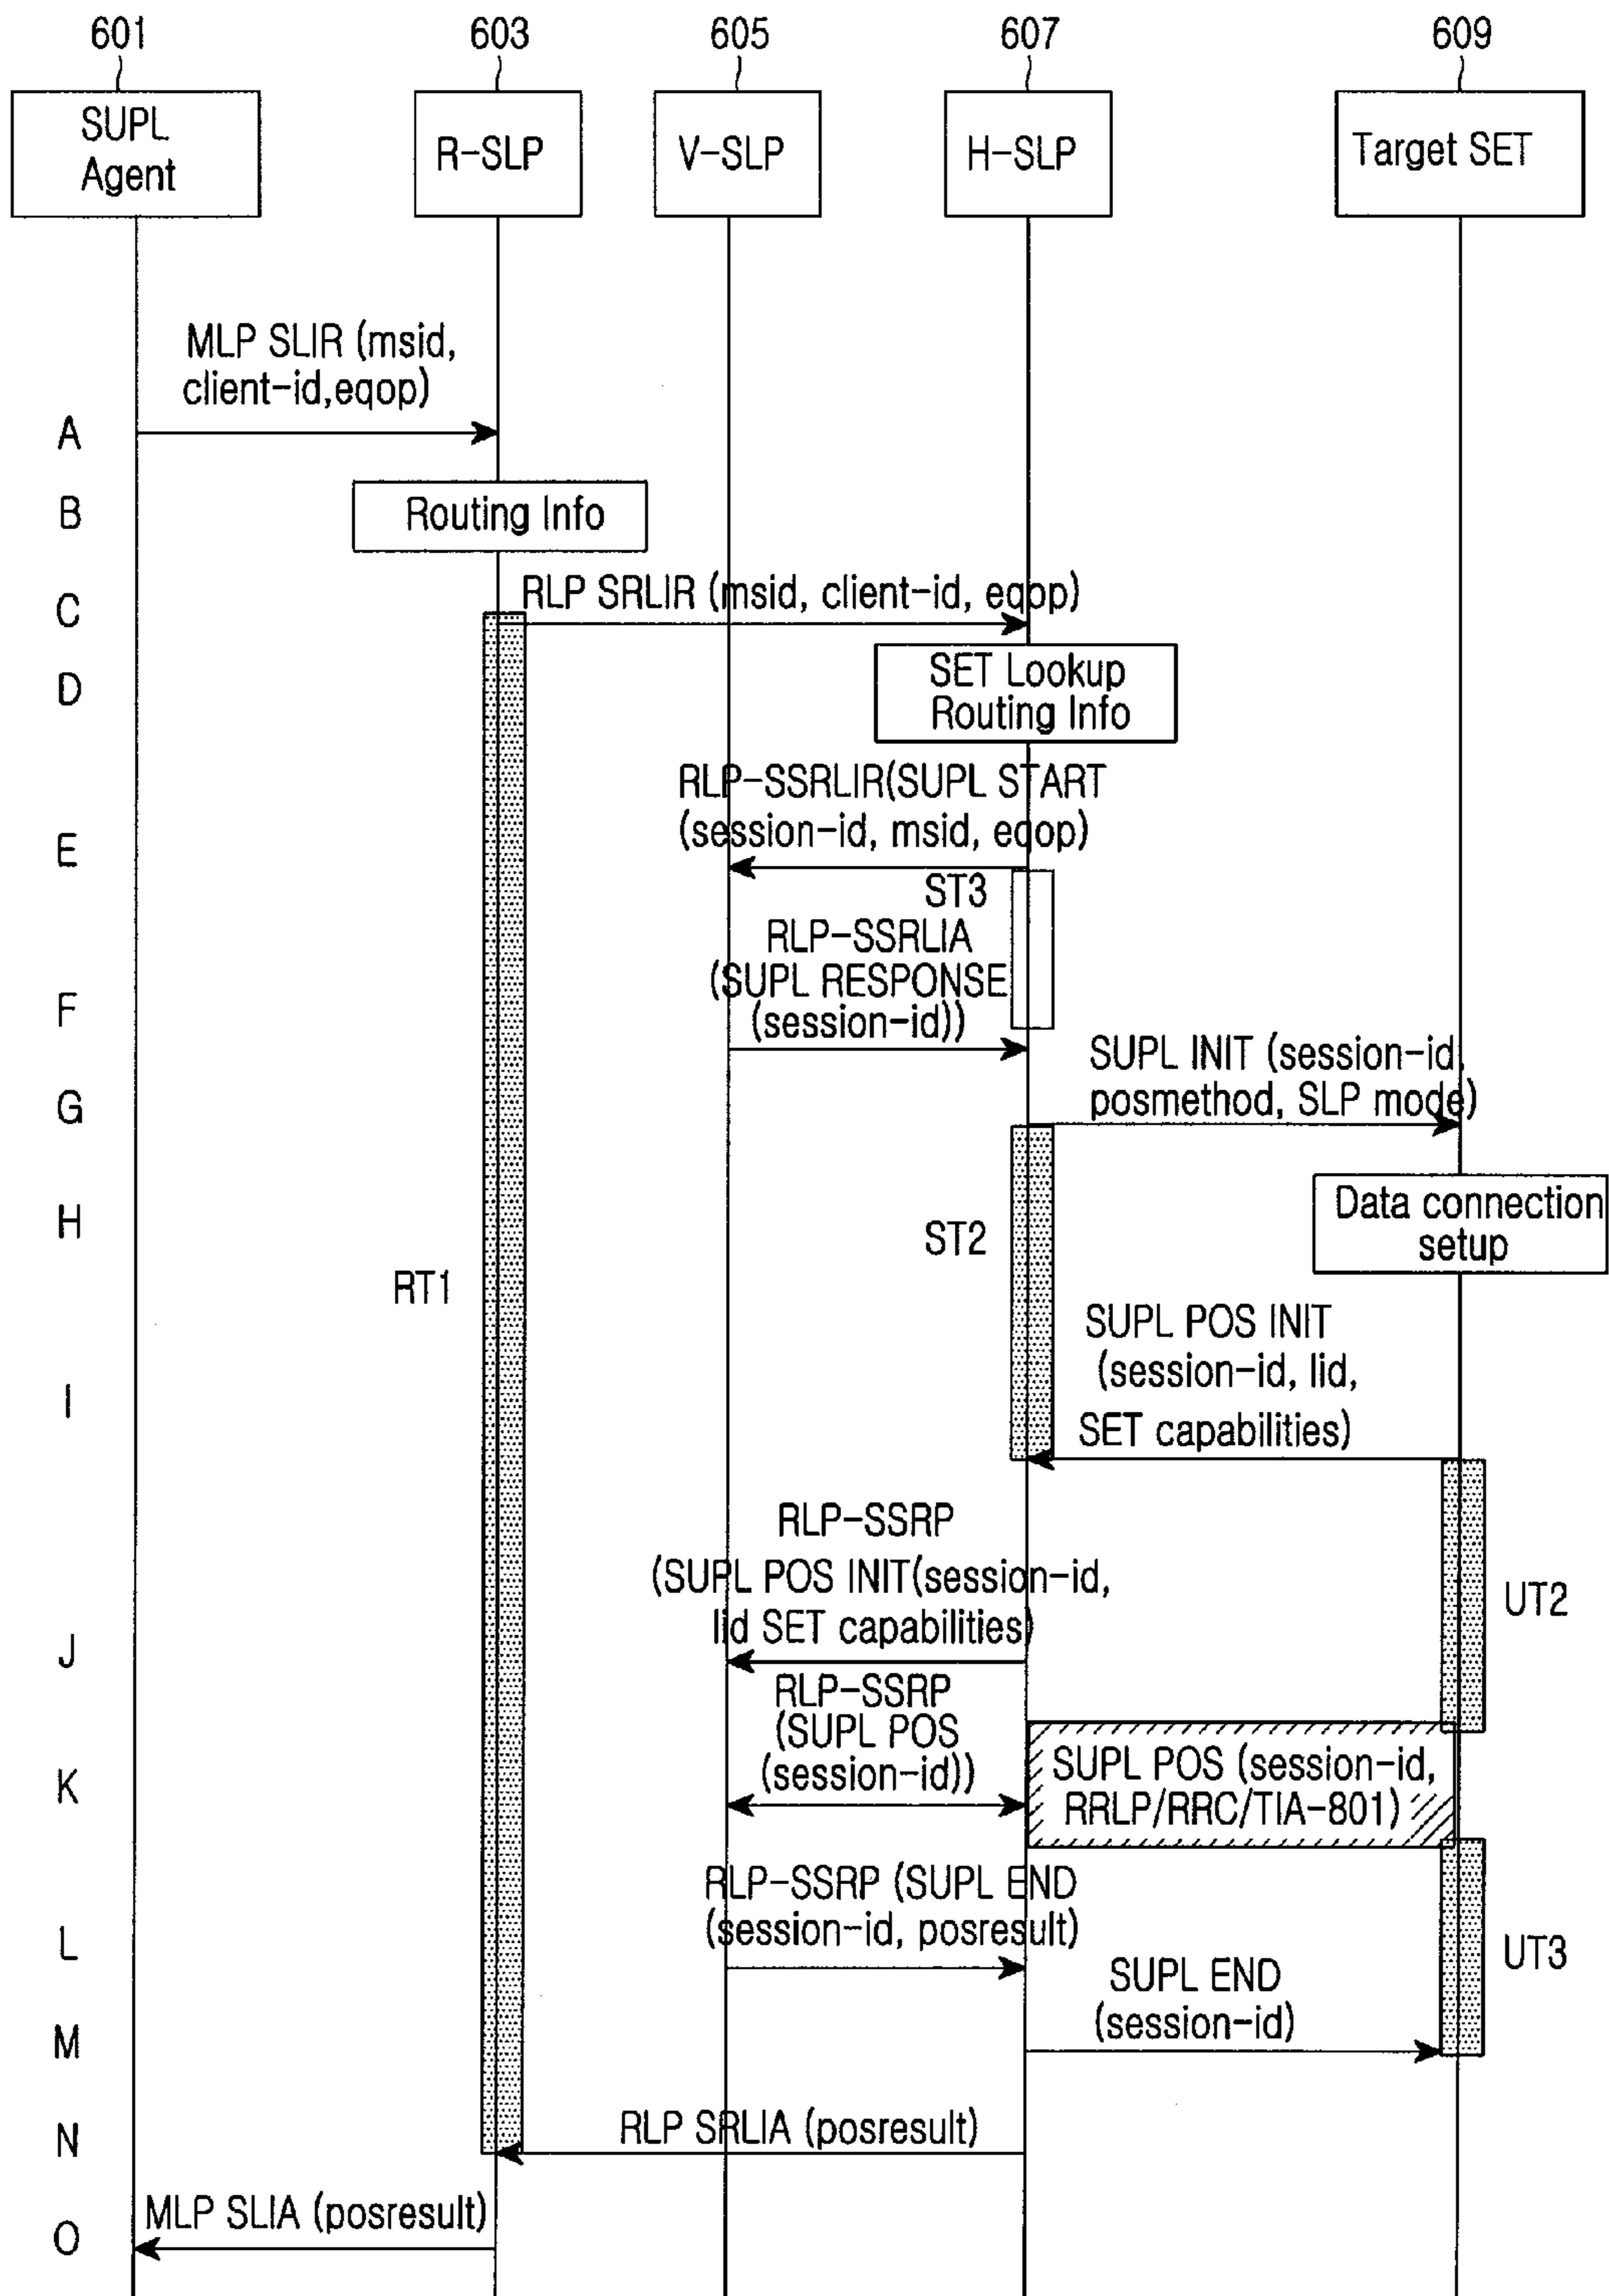 601
603
605
607
609
SUPL
Agent
R-SLP
V-SLP
H-SLP
Target SET
MLP SLIR (msid,
client-id,eqop)
A
B
Routing Info
C
RLP SRLIR (msid, client-id, eqop)
D
SET Lookup
Routing Info
RLP-SSRLIR(SUPL START
(session-id, msid, eqop)
E
ST3
RLP-SSRLIA
(SUPL RESPONSE
(session-id))
F
SUPL INIT (session-id,
posmethod, SLP mode)
G
H
Data connection
setup
ST2
RT1
SUPL POS INIT
(session-id, lid,
SET capabilities)
I
RLP-SSRP
(SUPL POS INIT(session-id,
lid SET capabilities)
UT2
J
RLP-SSRP
(SUPL POS
(session-id))
K
SUPL POS (session-id,
RRLP/RRC/TIA-801)
RLP-SSRP (SUPL END
(session-id, posresult)
L
UT3
SUPL END
(session-id)
M
N
RLP SRLIA (posresult)
MLP SLIA (posresult)
O